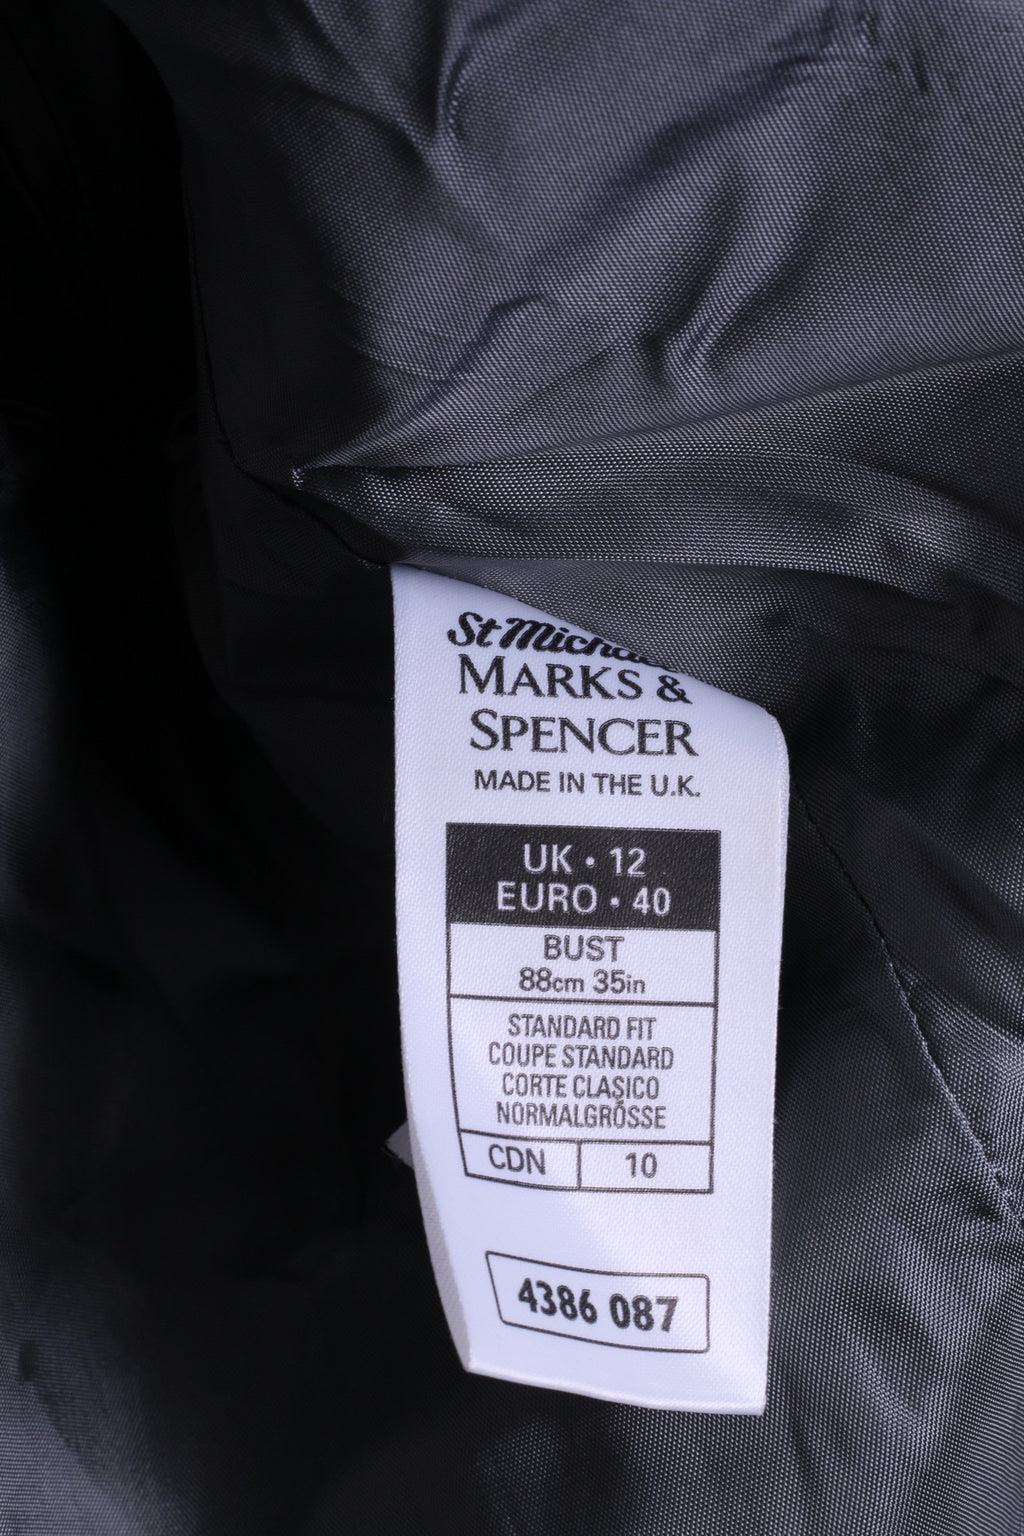 St Michael
MARKS &
SPENCER
MADE IN THE U.K.
UK • 12
EURO • 40
BUST
88cm 35in
STANDARD FIT
COUPE STANDARD
CORTE CLASICO
NORMALGRÖSSE
CDN 10
4386 087